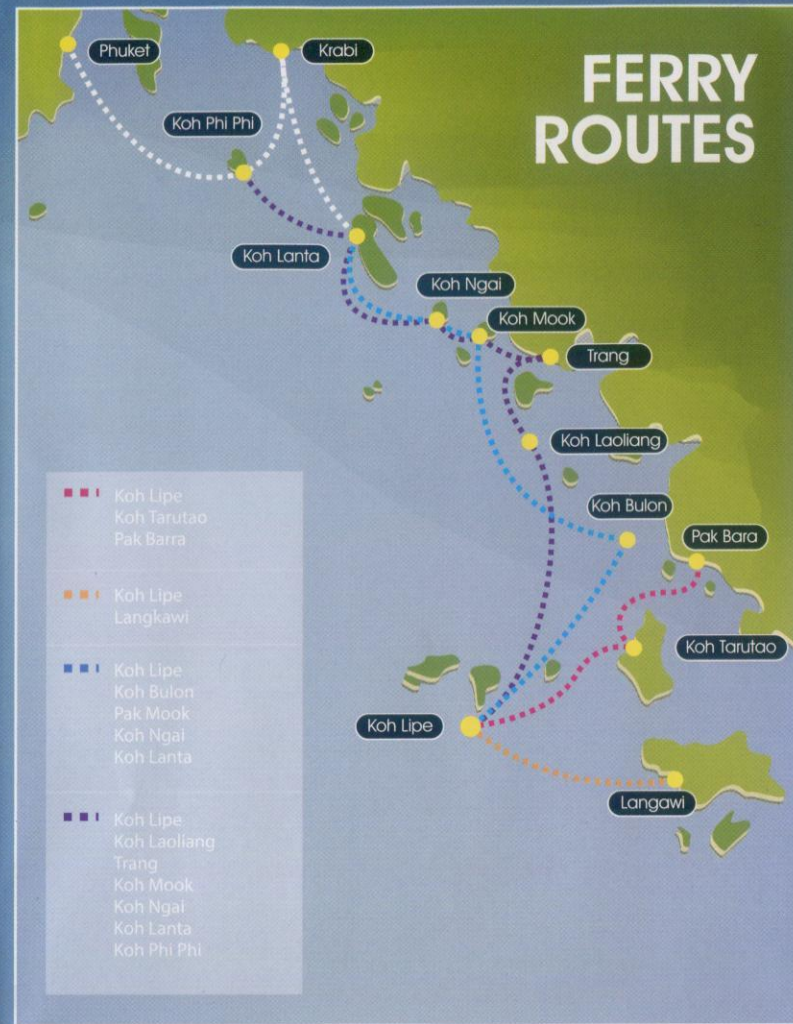 FERRY
ROUTES
Phuket
Krabi
Koh Phi Phi
Koh Lanta
Koh Ngai
Koh Mook
Trang
Koh Laoliang
Koh Bulon
Pak Bara
Koh Tarutao
Koh Lipe
Langawi
Koh Lipe
Koh Tarutao
Pak Barra
Koh Lipe
Langkawi
Koh Lipe
Koh Bulon
Pak Mook
Koh Ngai
Koh Lanta
Koh Lipe
Koh Laoliang
Trang
Koh Mook
Koh Ngai
Koh Lanta
Koh Phi Phi